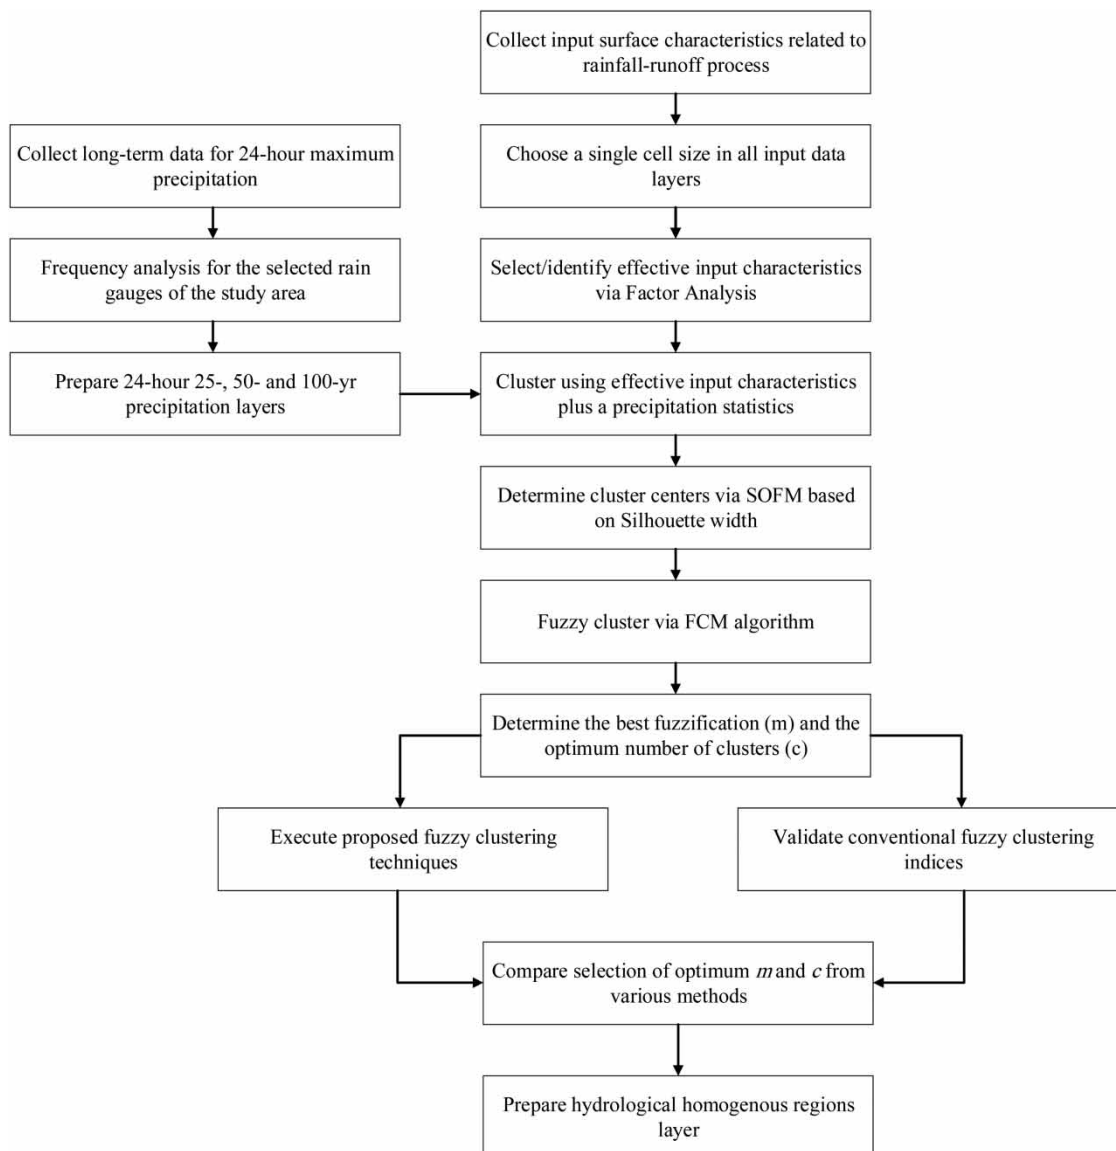 Collect input surface characteristics related to
rainfall-runoff process
Collect long-term data for 24-hour maximum
precipitation
Choose a single cell size in all input data
layers
Frequency analysis for the selected rain
gauges of the study area
Select/identify effective input characteristics
via Factor Analysis
Prepare 24-hour 25-, 50- and 100-yr
precipitation layers
Cluster using effective input characteristics
plus a precipitation statistics
Determine cluster centers via SOFM based
on Silhouette width
Fuzzy cluster via FCM algorithm
Determine the best fuzzification (m) and the
optimum number of clusters (c)
Execute proposed fuzzy clustering
techniques
Validate conventional fuzzy clustering
indices
Compare selection of optimum m and c from
various methods
Prepare hydrological homogenous regions
layer